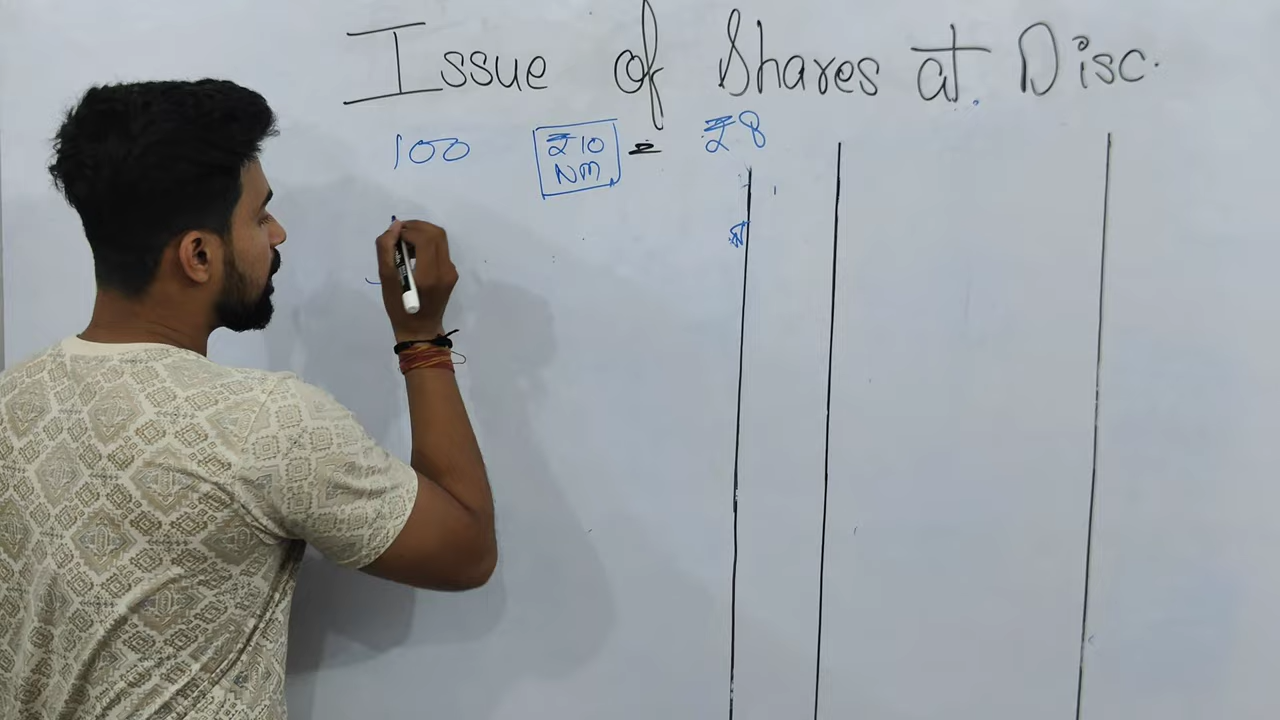 Issue of Shares at Disc.
100 ₹10 = ₹8
NM